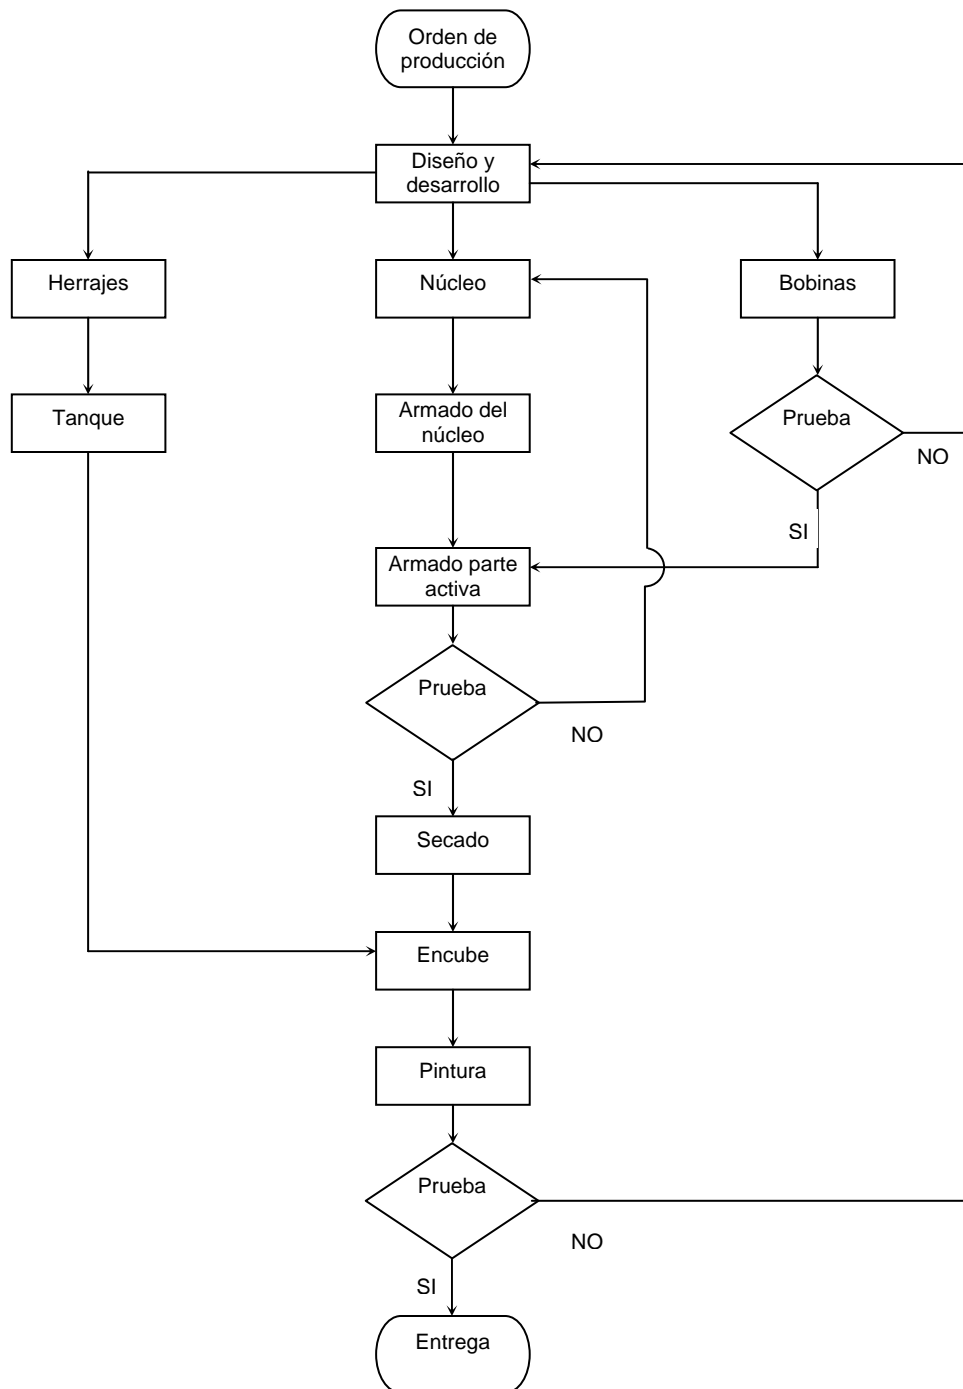 Orden de
producción
Diseño y
desarrollo
Herrajes
Núcleo
Bobinas
Tanque
Armado del
núcleo
Prueba
NO
SI
Armado parte
activa
Prueba
NO
SI
Secado
Encube
Pintura
Prueba
NO
SI
Entrega